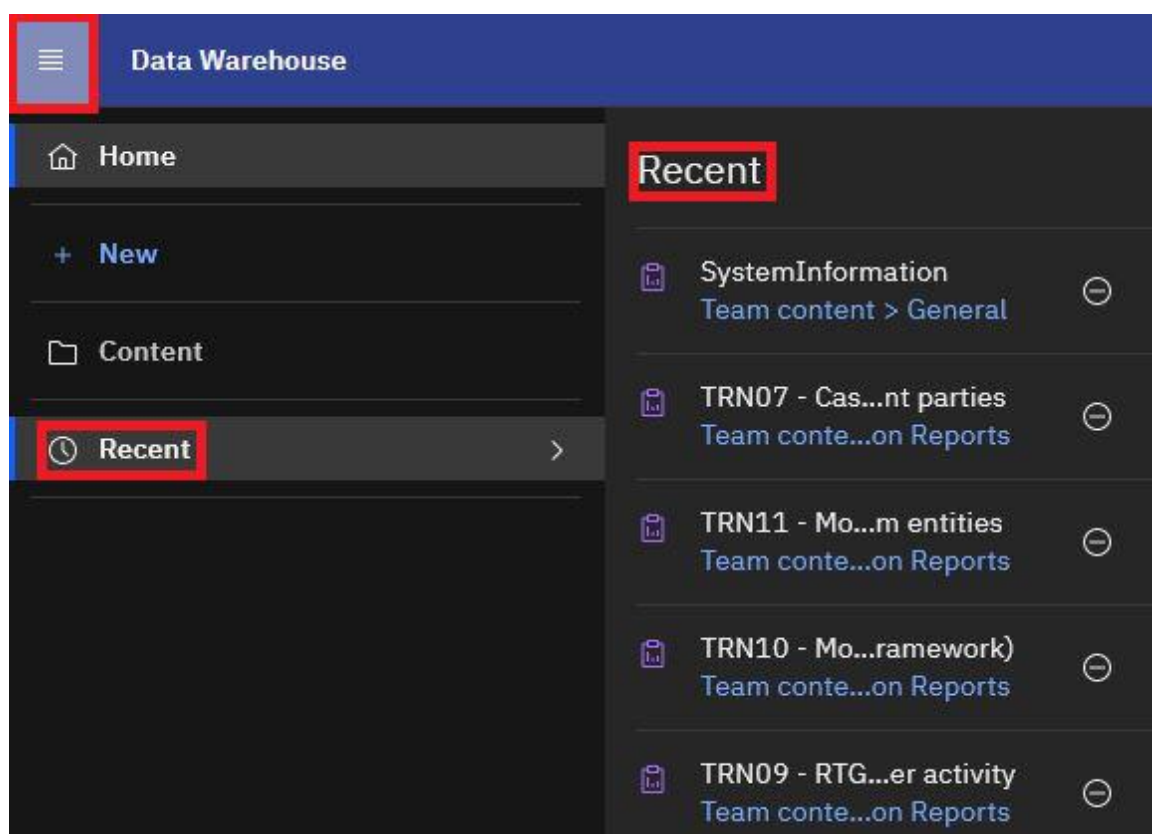 Data Warehouse
Home
+ New
Content
Recent
Recent
SystemInformation
Team content > General
TRN07 - Cas...nt parties
Team conte...on Reports
TRN11 - Mo...m entities
Team conte...on Reports
TRN10 - Mo...ramework)
Team conte...on Reports
TRN09 - RTG...er activity
Team conte...on Reports